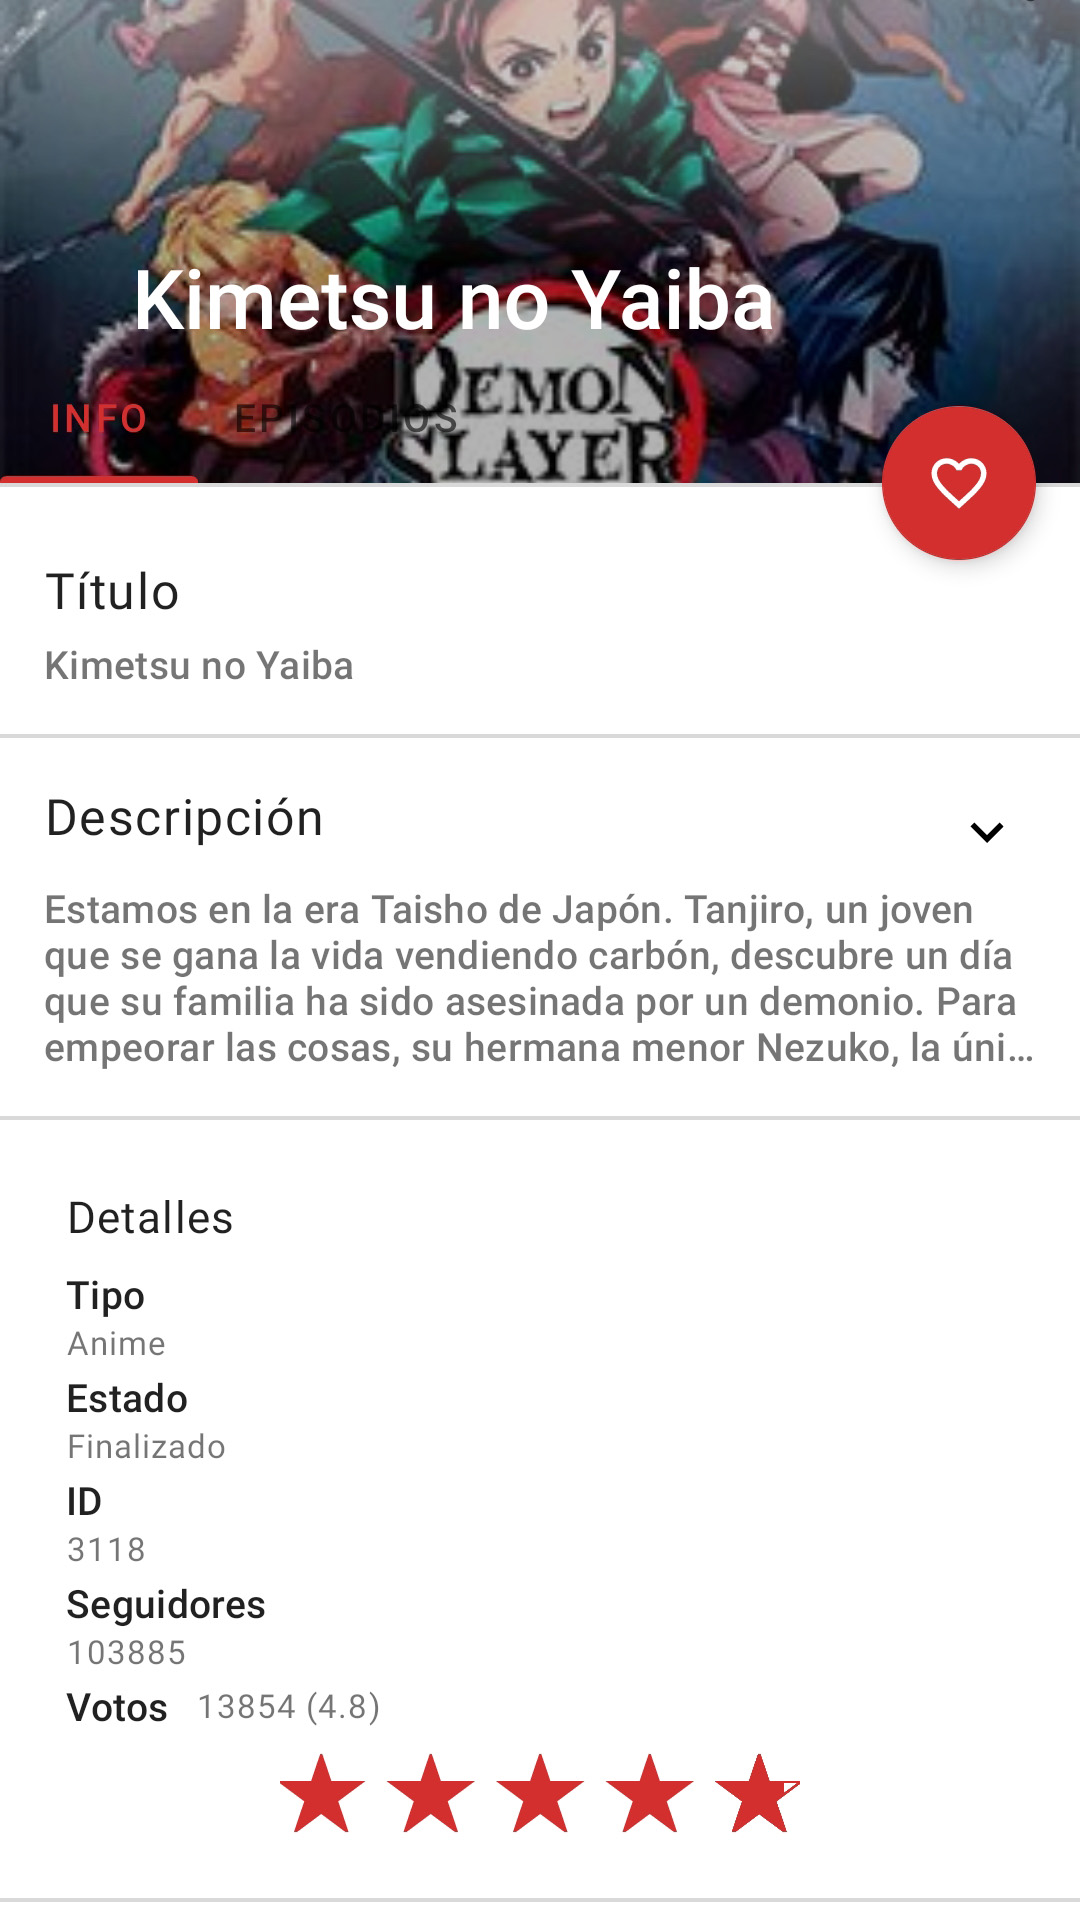 Kimetsu no Yaiba
DEMON
SLAYER
INFO
EPISODIOS
Título
Kimetsu no Yaiba
Descripción
Estamos en la era Taisho de Japón. Tanjiro, un joven
que se gana la vida vendiendo carbón, descubre un día
que su familia ha sido asesinada por un demonio. Para
empeorar las cosas, su hermana menor Nezuko, la úni…
Detalles
Tipo
Anime
Estado
Finalizado
ID
3118
Seguidores
103885
Votos 13854 (4.8)